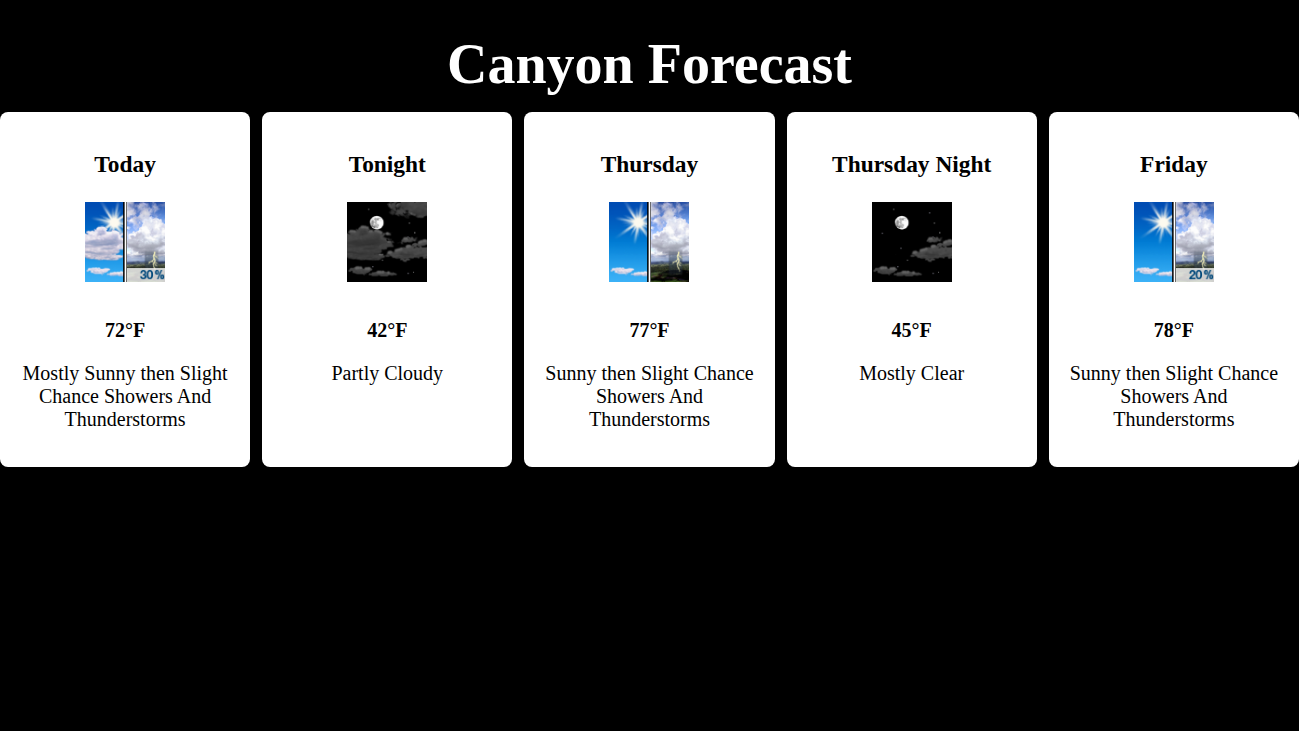 Canyon Forecast
Today
30%
72°F
Mostly Sunny then Slight
Chance Showers And
Thunderstorms
Tonight
42°F
Partly Cloudy
Thursday
77°F
Sunny then Slight Chance
Showers And
Thunderstorms
Thursday Night
45°F
Mostly Clear
Friday
20%
78°F
Sunny then Slight Chance
Showers And
Thunderstorms